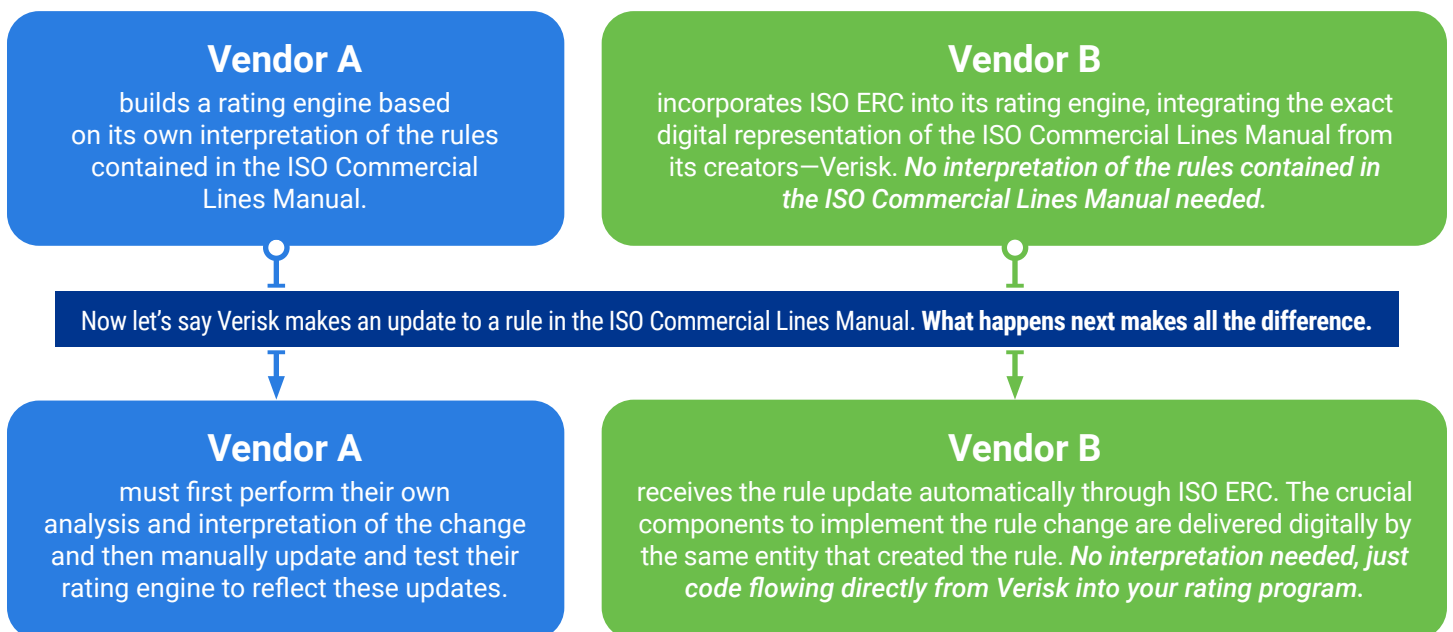 Vendor A
builds a rating engine based
on its own interpretation of the rules
contained in the ISO Commercial
Lines Manual.
Vendor B
incorporates ISO ERC into its rating engine, integrating the exact
digital representation of the ISO Commercial Lines Manual from
its creators—Verisk. No interpretation of the rules contained in
the ISO Commercial Lines Manual needed.
Now let’s say Verisk makes an update to a rule in the ISO Commercial Lines Manual. What happens next makes all the difference.
Vendor A
must first perform their own
analysis and interpretation of the change
and then manually update and test their
rating engine to reflect these updates.
Vendor B
receives the rule update automatically through ISO ERC. The crucial
components to implement the rule change are delivered digitally by
the same entity that created the rule. No interpretation needed, just
code flowing directly from Verisk into your rating program.